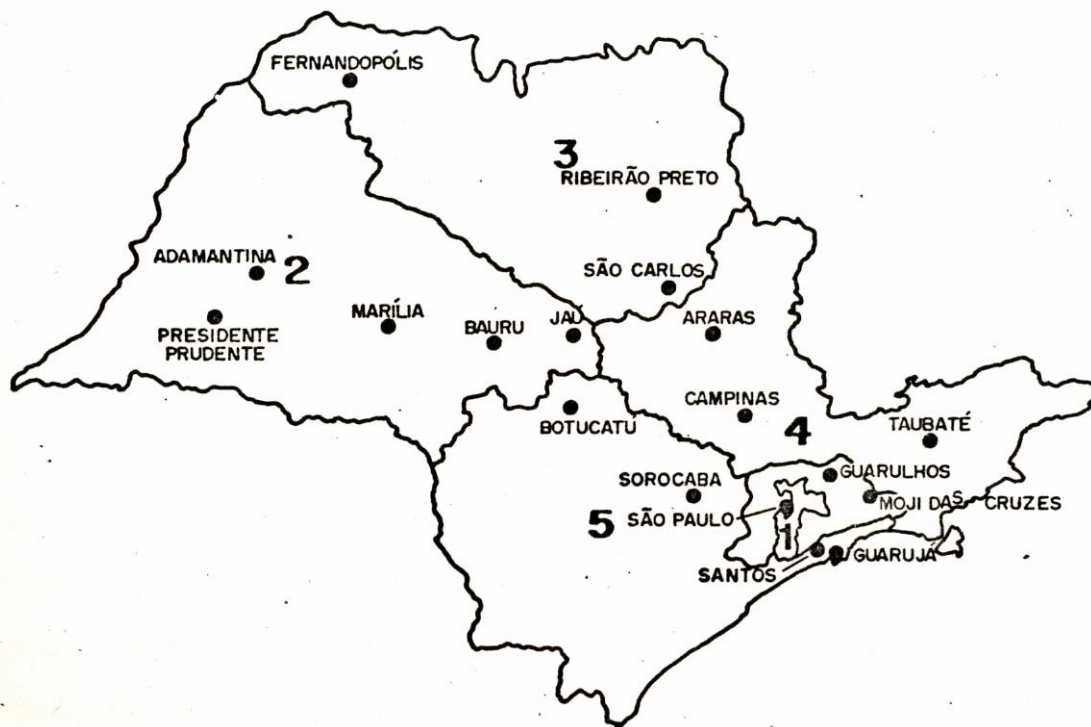 FERNANDOPÓLIS
3
RIBEIRÃO PRETO
ADAMANTINA
2
SÃO CARLOS
PRESIDENTE
PRUDENTE
MARÍLIA
BAURU
JAÚ
ARARAS
BOTUCATU
CAMPINAS
4
TAUBATÉ
GUARULHOS
SOROCABA
MOJI DAS CRUZES
5
SÃO PAULO
1
SANTOS
GUARUJÁ